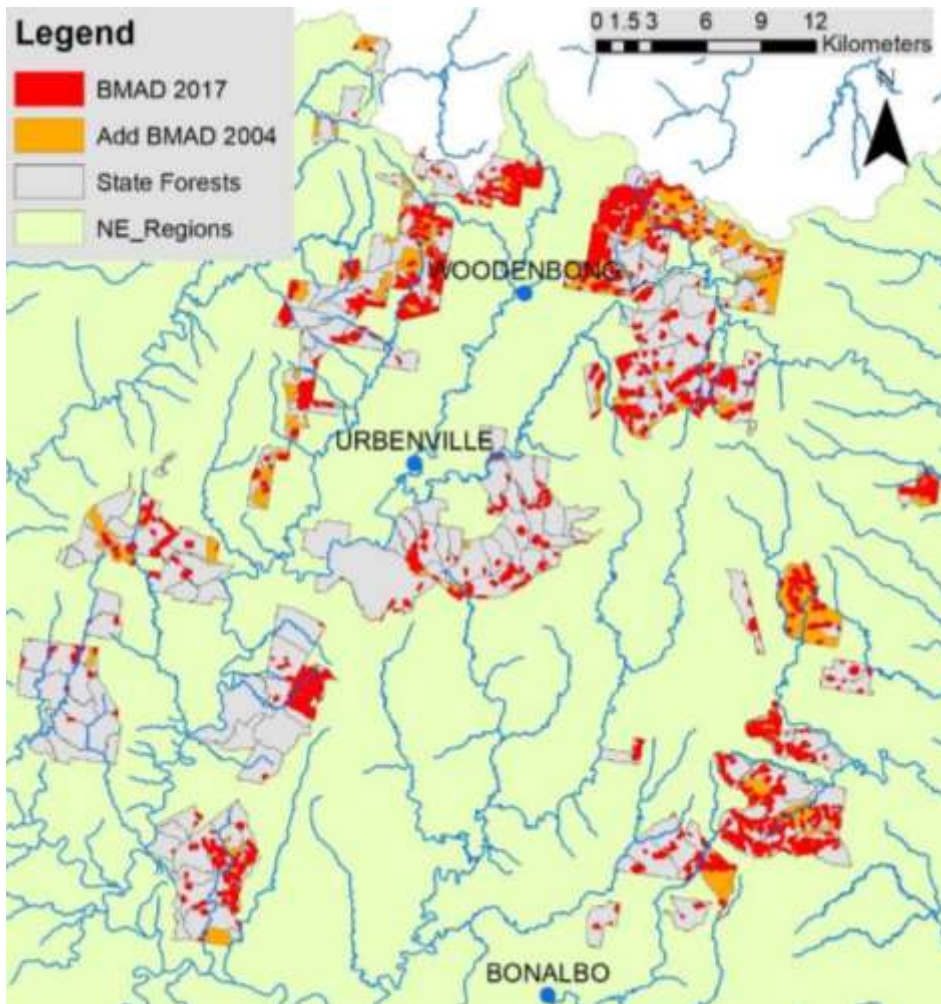 Legend
BMAD 2017
Add BMAD 2004
State Forests
NE_Regions
0 1.5 3 6 9 12
Kilometers
N
WOODENBONG
URBENVILLE
BONALBO